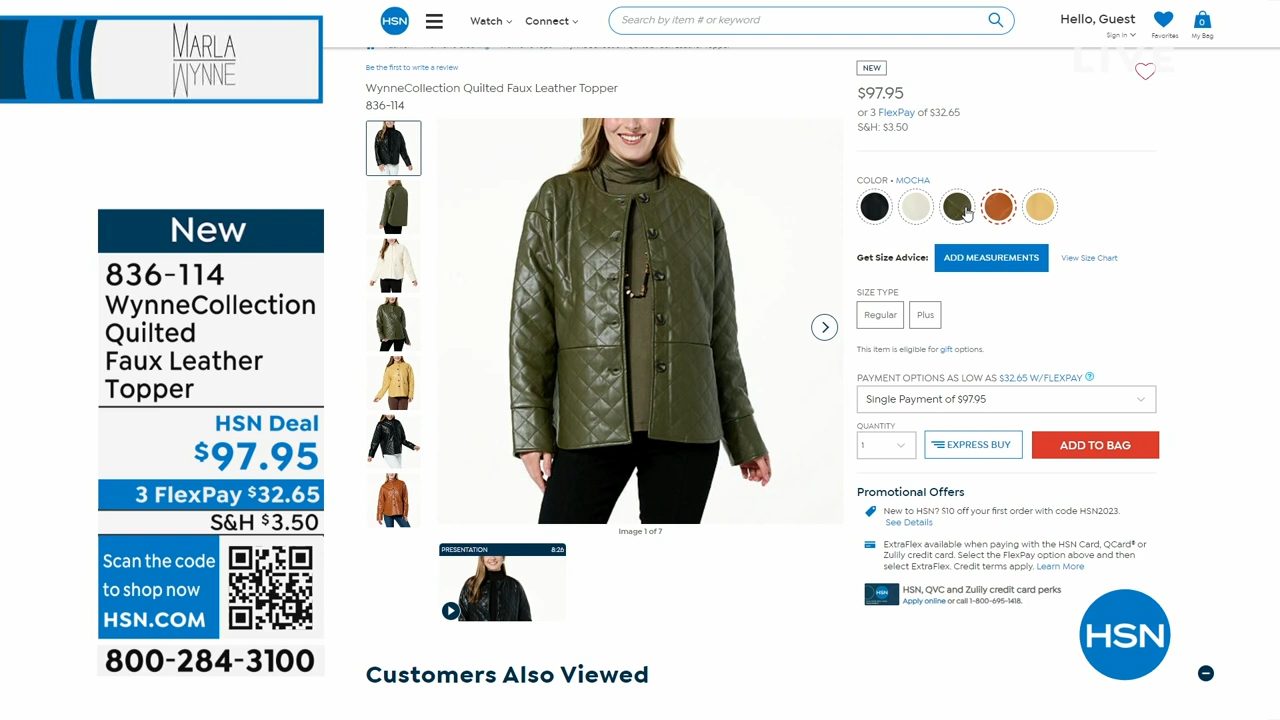 MARLA
WYNNE
HSN
Watch
Connect
Search by item # or keyword
Hello, Guest
Sign In
Favorites
0
My Bag
LIVE
Be the first to write a review
WynneCollection Quilted Faux Leather Topper
836-114
NEW
$97.95
or 3 FlexPay of $32.65
S&H: $3.50
COLOR • MOCHA
Get Size Advice:
ADD MEASUREMENTS
View Size Chart
SIZE TYPE
Regular
Plus
This item is eligible for gift options.
PAYMENT OPTIONS AS LOW AS $32.65 W/FLEXPAY
Single Payment of $97.95
QUANTITY
1
EXPRESS BUY
ADD TO BAG
Promotional Offers
New to HSN? $10 off your first order with code HSN2023.
See Details
ExtraFlex available when paying with the HSN Card, QCard® or
Zulily credit card. Select the FlexPay option above and then
select ExtraFlex. Credit terms apply. Learn More
HSN, QVC and Zulily credit card perks
Apply online or call 1-800-695-1418.
Image 1 of 7
PRESENTATION
8:26
Customers Also Viewed
HSN
New
836-114
WynneCollection
Quilted
Faux Leather
Topper
HSN Deal
$97.95
3 FlexPay $32.65
S&H $3.50
Scan the code
to shop now
HSN.COM
800-284-3100